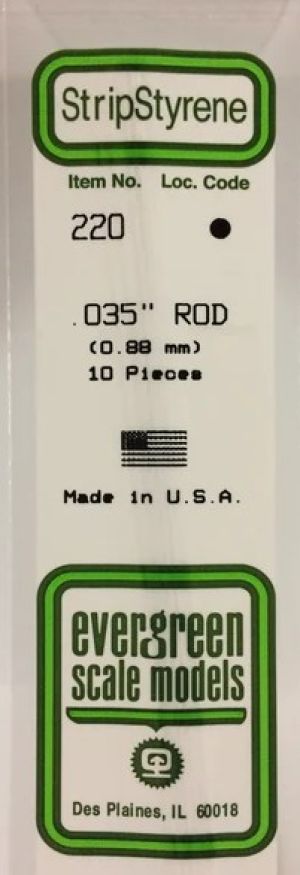 StripStyrene
Item No. Loc. Code
220
.035" ROD
(0.88 mm)
10 Pieces
Made in U.S.A.
evergreen
scale models
Des Plaines, IL 60018